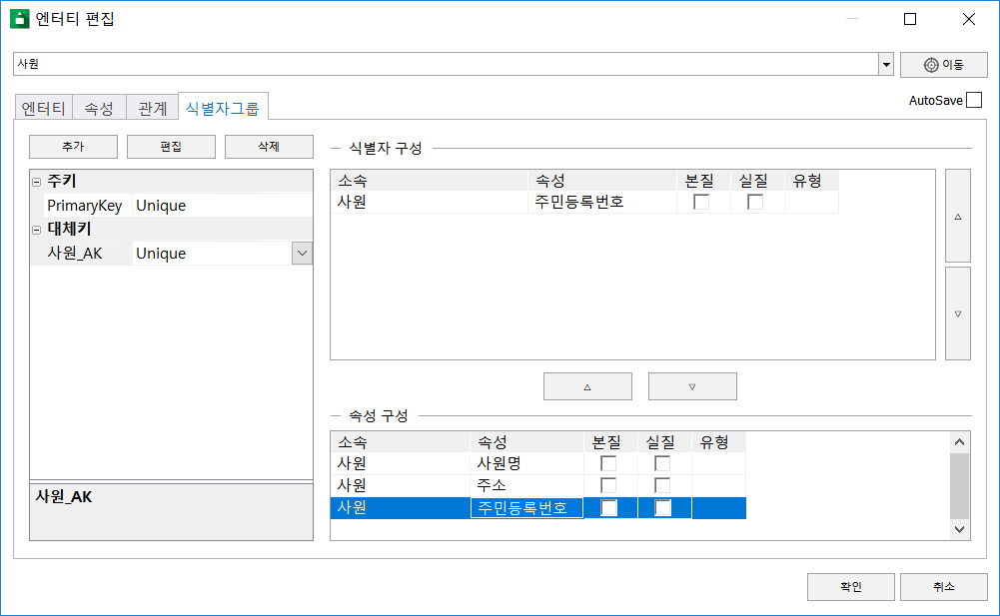 엔터티 편집
사원
이동
엔터티 속성 관계 식별자그룹
AutoSave
추가 편집 삭제
주키
PrimaryKey Unique
대체키
사원_AK Unique
사원_AK
식별자 구성
소속 속성 본질 실질 유형
사원 주민등록번호
△
▽
△ ▽
속성 구성
소속 속성 본질 실질 유형
사원 사원명
사원 주소
사원 주민등록번호
확인 취소